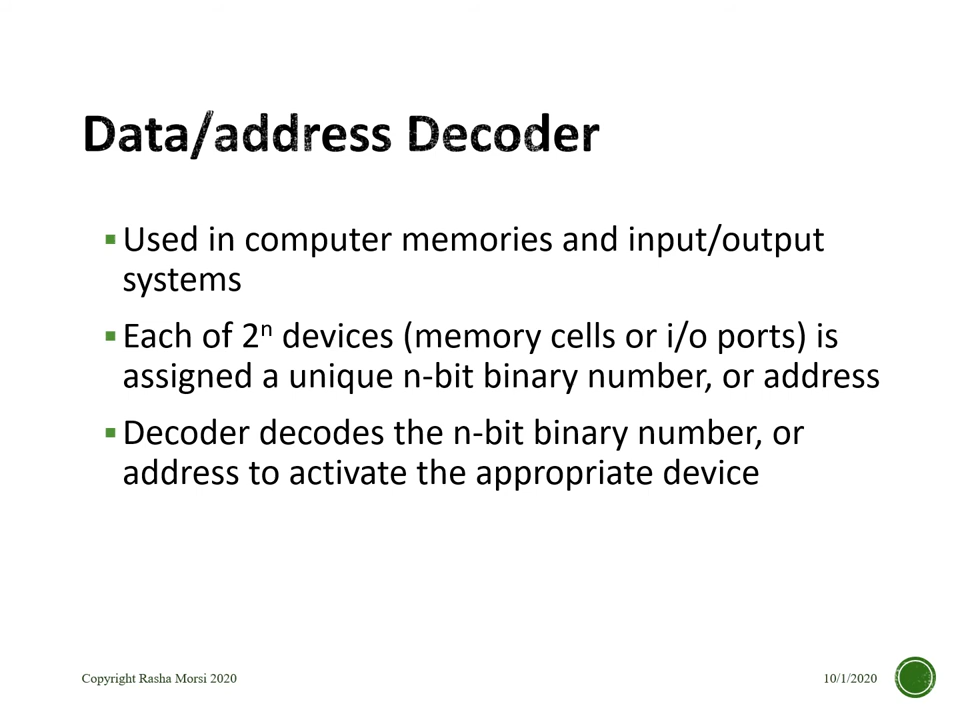 Data/address Decoder
▪ Used in computer memories and input/output
systems
▪ Each of 2ⁿ devices (memory cells or i/o ports) is
assigned a unique n-bit binary number, or address
▪ Decoder decodes the n-bit binary number, or
address to activate the appropriate device
Copyright Rasha Morsi 2020
10/1/2020